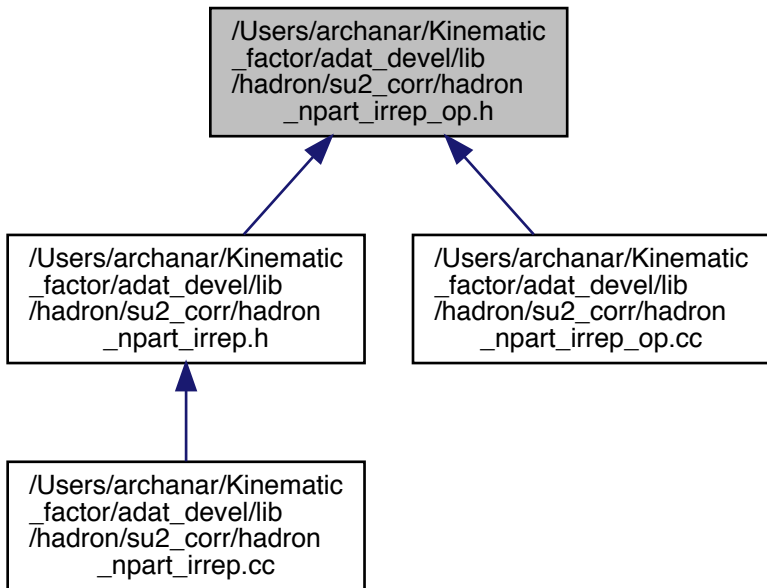 /Users/archanar/Kinematic
_factor/adat_devel/lib
/hadron/su2_corr/hadron
_npart_irrep_op.h
/Users/archanar/Kinematic
_factor/adat_devel/lib
/hadron/su2_corr/hadron
_npart_irrep.h
/Users/archanar/Kinematic
_factor/adat_devel/lib
/hadron/su2_corr/hadron
_npart_irrep_op.cc
/Users/archanar/Kinematic
_factor/adat_devel/lib
/hadron/su2_corr/hadron
_npart_irrep.cc